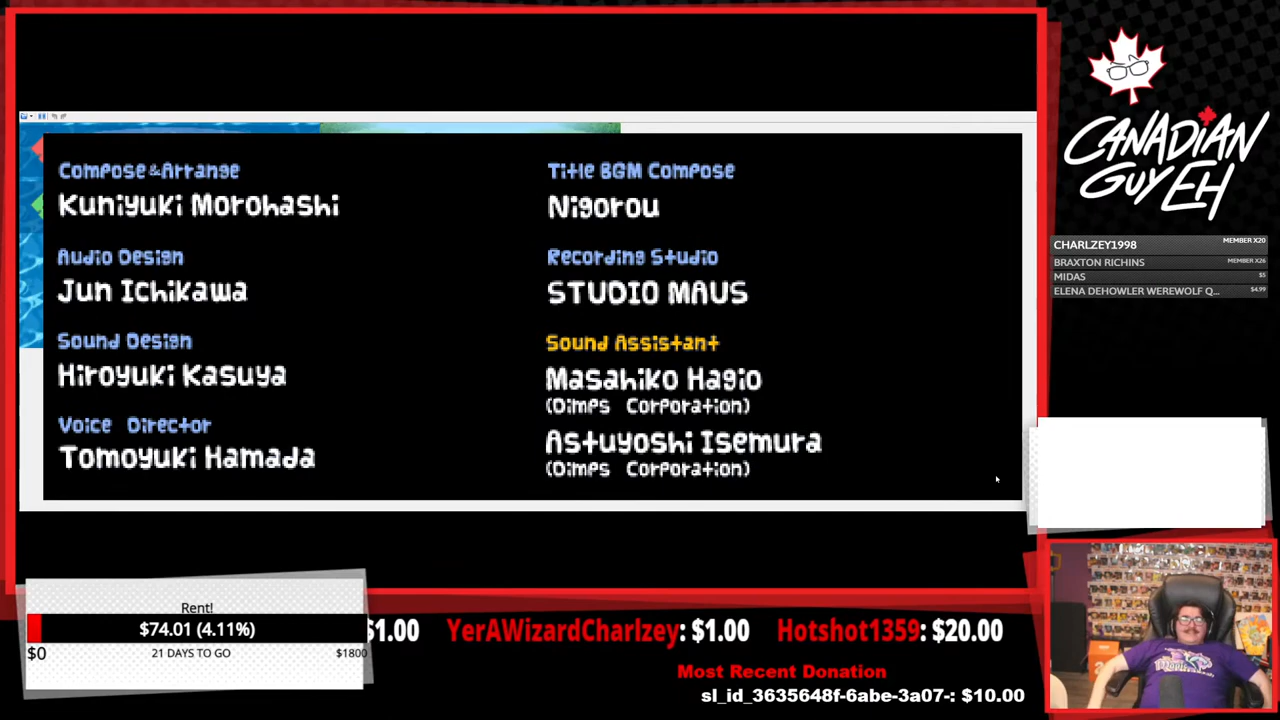 Compose&Arrange
Kuniyuki Morohashi
Audio Design
Jun Ichikawa
Sound Design
Hiroyuki Kasuya
Voice Director
Tomoyuki Hamada
Title BGM Compose
Nigorou
Recording Studio
STUDIO MAUS
Sound Assistant
Masahiko Hagio
(Dimps Corporation)
Astuyoshi Isemura
(Dimps Corporation)
CANADIAN
GUY EH
CHARLZEY1998 MEMBER X20
BRAXTON RICHINS MEMBER X26
MIDAS $5
ELENA DEHOWLER WEREWOLF Q... $4.99
Rent!
$74.01 (4.11%)
$0 21 DAYS TO GO $1800
$1.00 YerAWizardCharlzey: $1.00 Hotshot1359: $20.00
Most Recent Donation
sl_id_3635648f-6abe-3a07-: $10.00